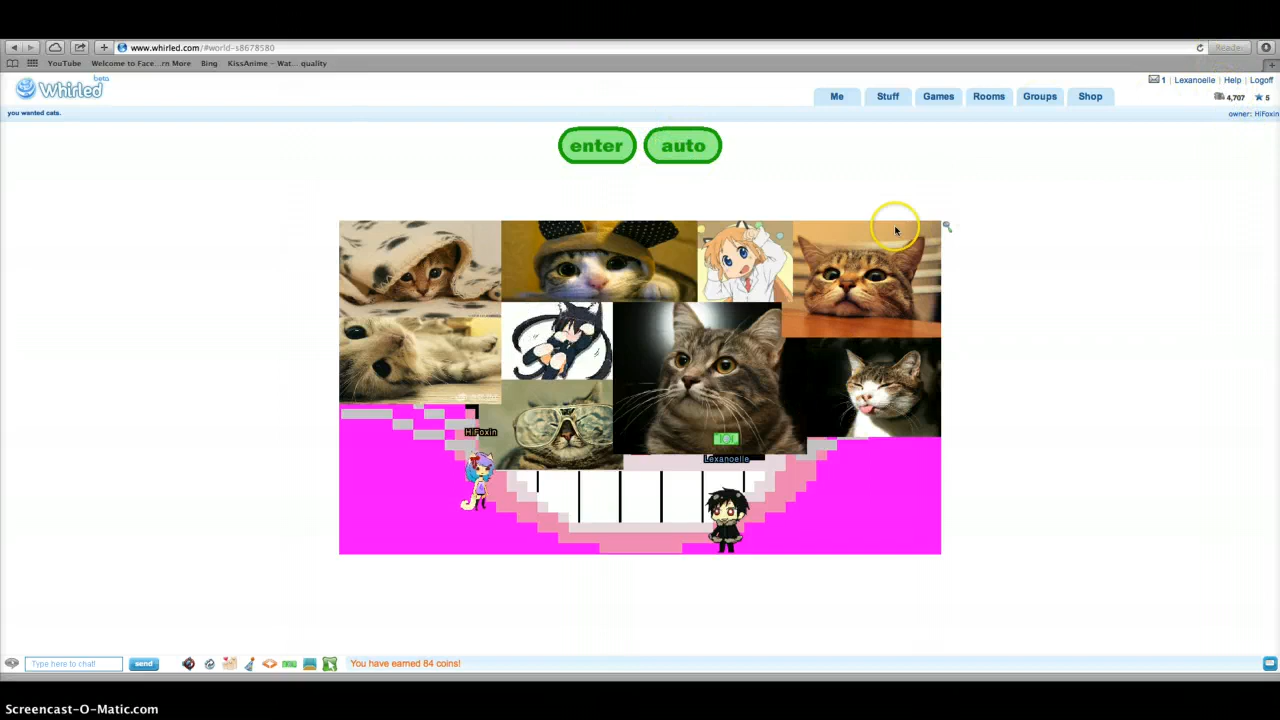 www.whirled.com/#world-s8678580
Reader
YouTube Welcome to Face...rn More Bing KissAnime - Wat... quality
Whirled beta
1 | Lexanoelle | Help | Logoff
Me Stuff Games Rooms Groups Shop
4,707 5
you wanted cats.
owner: HiFoxin
enter auto
HiFoxin
Lexanoelle
Type here to chat!
send
You have earned 84 coins!
Screencast-O-Matic.com